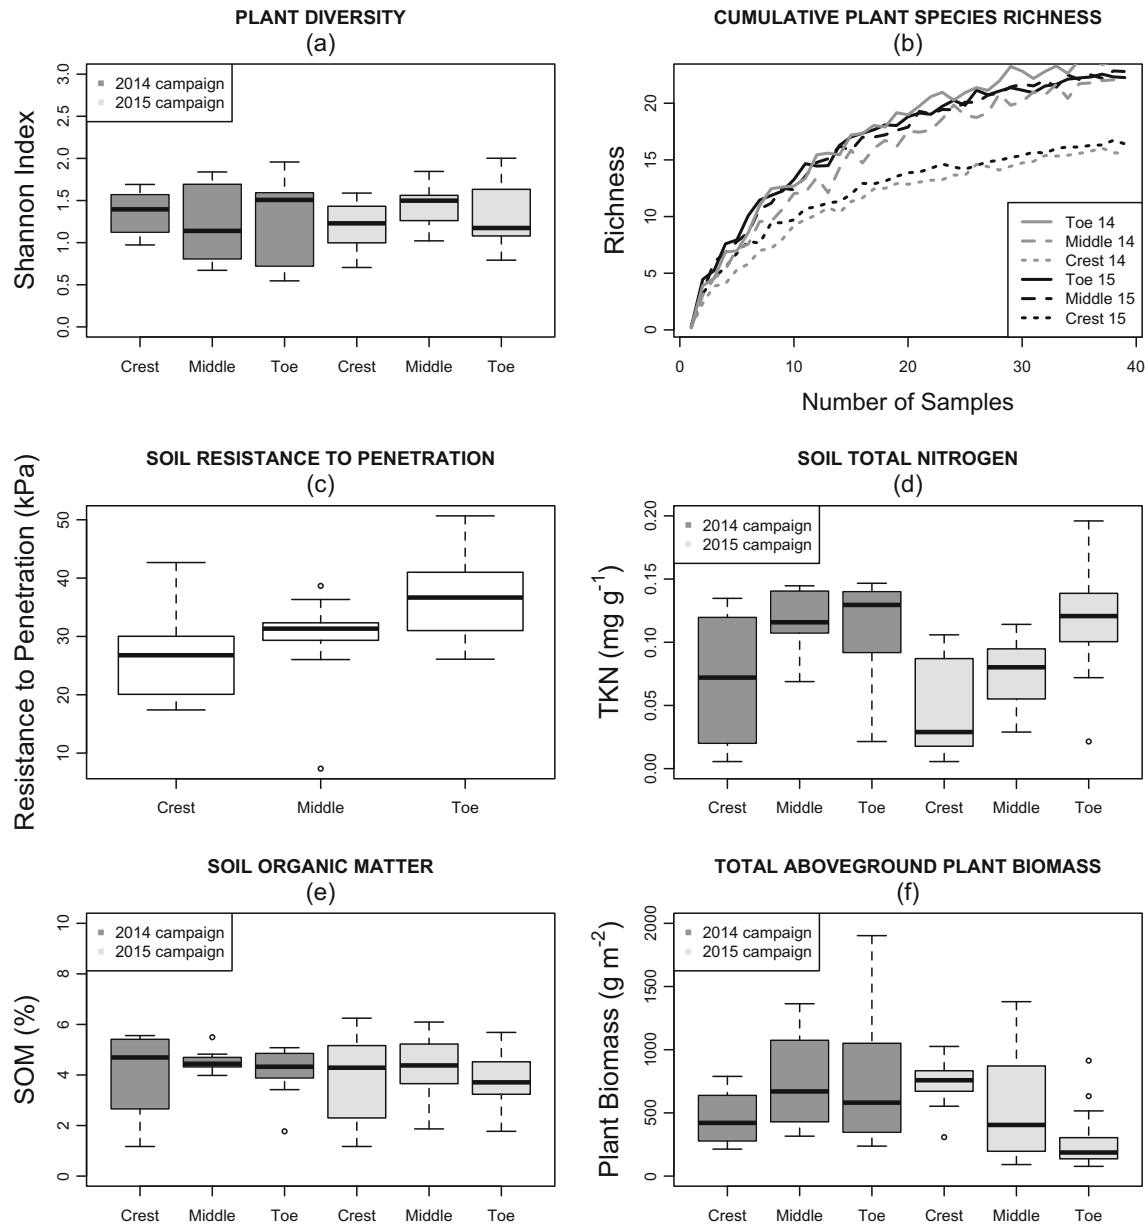 PLANT DIVERSITY
(a)
Shannon Index
3.0
2.5
2.0
1.5
1.0
0.5
0.0
2014 campaign
2015 campaign
Crest Middle Toe Crest Middle Toe
CUMULATIVE PLANT SPECIES RICHNESS
(b)
Richness
20
15
10
5
0
Toe 14
Middle 14
Crest 14
Toe 15
Middle 15
Crest 15
0 10 20 30 40
Number of Samples
SOIL RESISTANCE TO PENETRATION
(c)
Resistance to Penetration (kPa)
50
40
30
20
10
Crest Middle Toe
SOIL TOTAL NITROGEN
(d)
TKN (mg g⁻¹)
0.20
0.15
0.10
0.05
0.00
2014 campaign
2015 campaign
Crest Middle Toe Crest Middle Toe
SOIL ORGANIC MATTER
(e)
SOM (%)
10
8
6
4
2
0
2014 campaign
2015 campaign
Crest Middle Toe Crest Middle Toe
TOTAL ABOVEGROUND PLANT BIOMASS
(f)
Plant Biomass (g m⁻²)
2000
1500
1000
500
0
2014 campaign
2015 campaign
Crest Middle Toe Crest Middle Toe